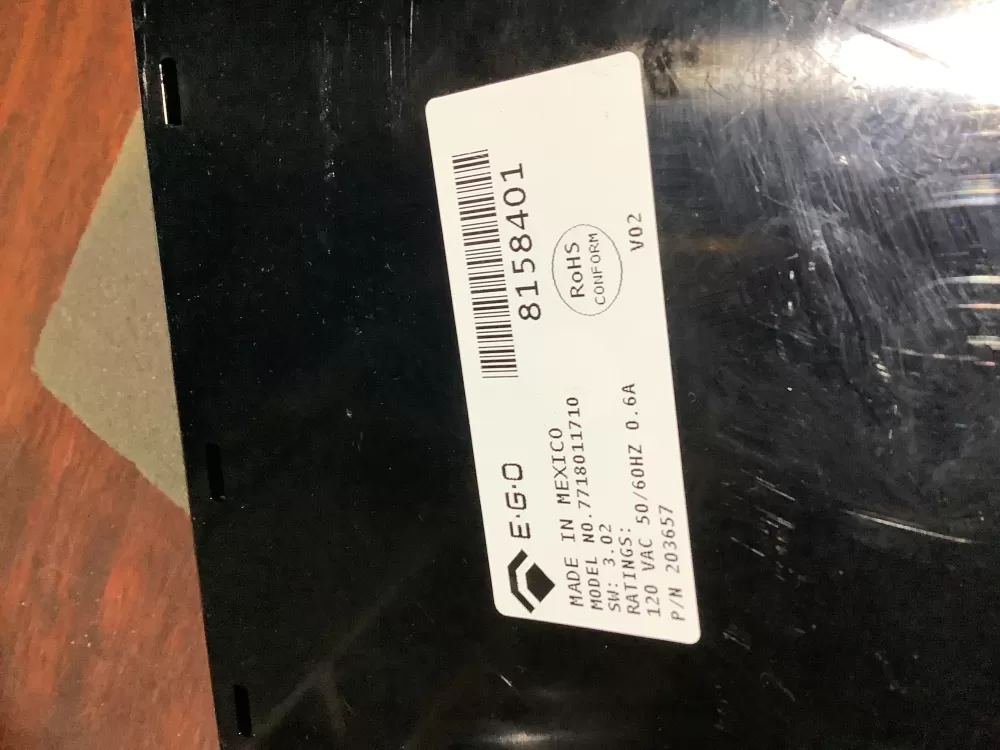 E·G·O
MADE IN MEXICO
MODEL NO.7718011710
SW: 3.02
RATINGS:
120 VAC 50/60HZ 0.6A
P/N 203657
8158401
RoHS
CONFORM
V02